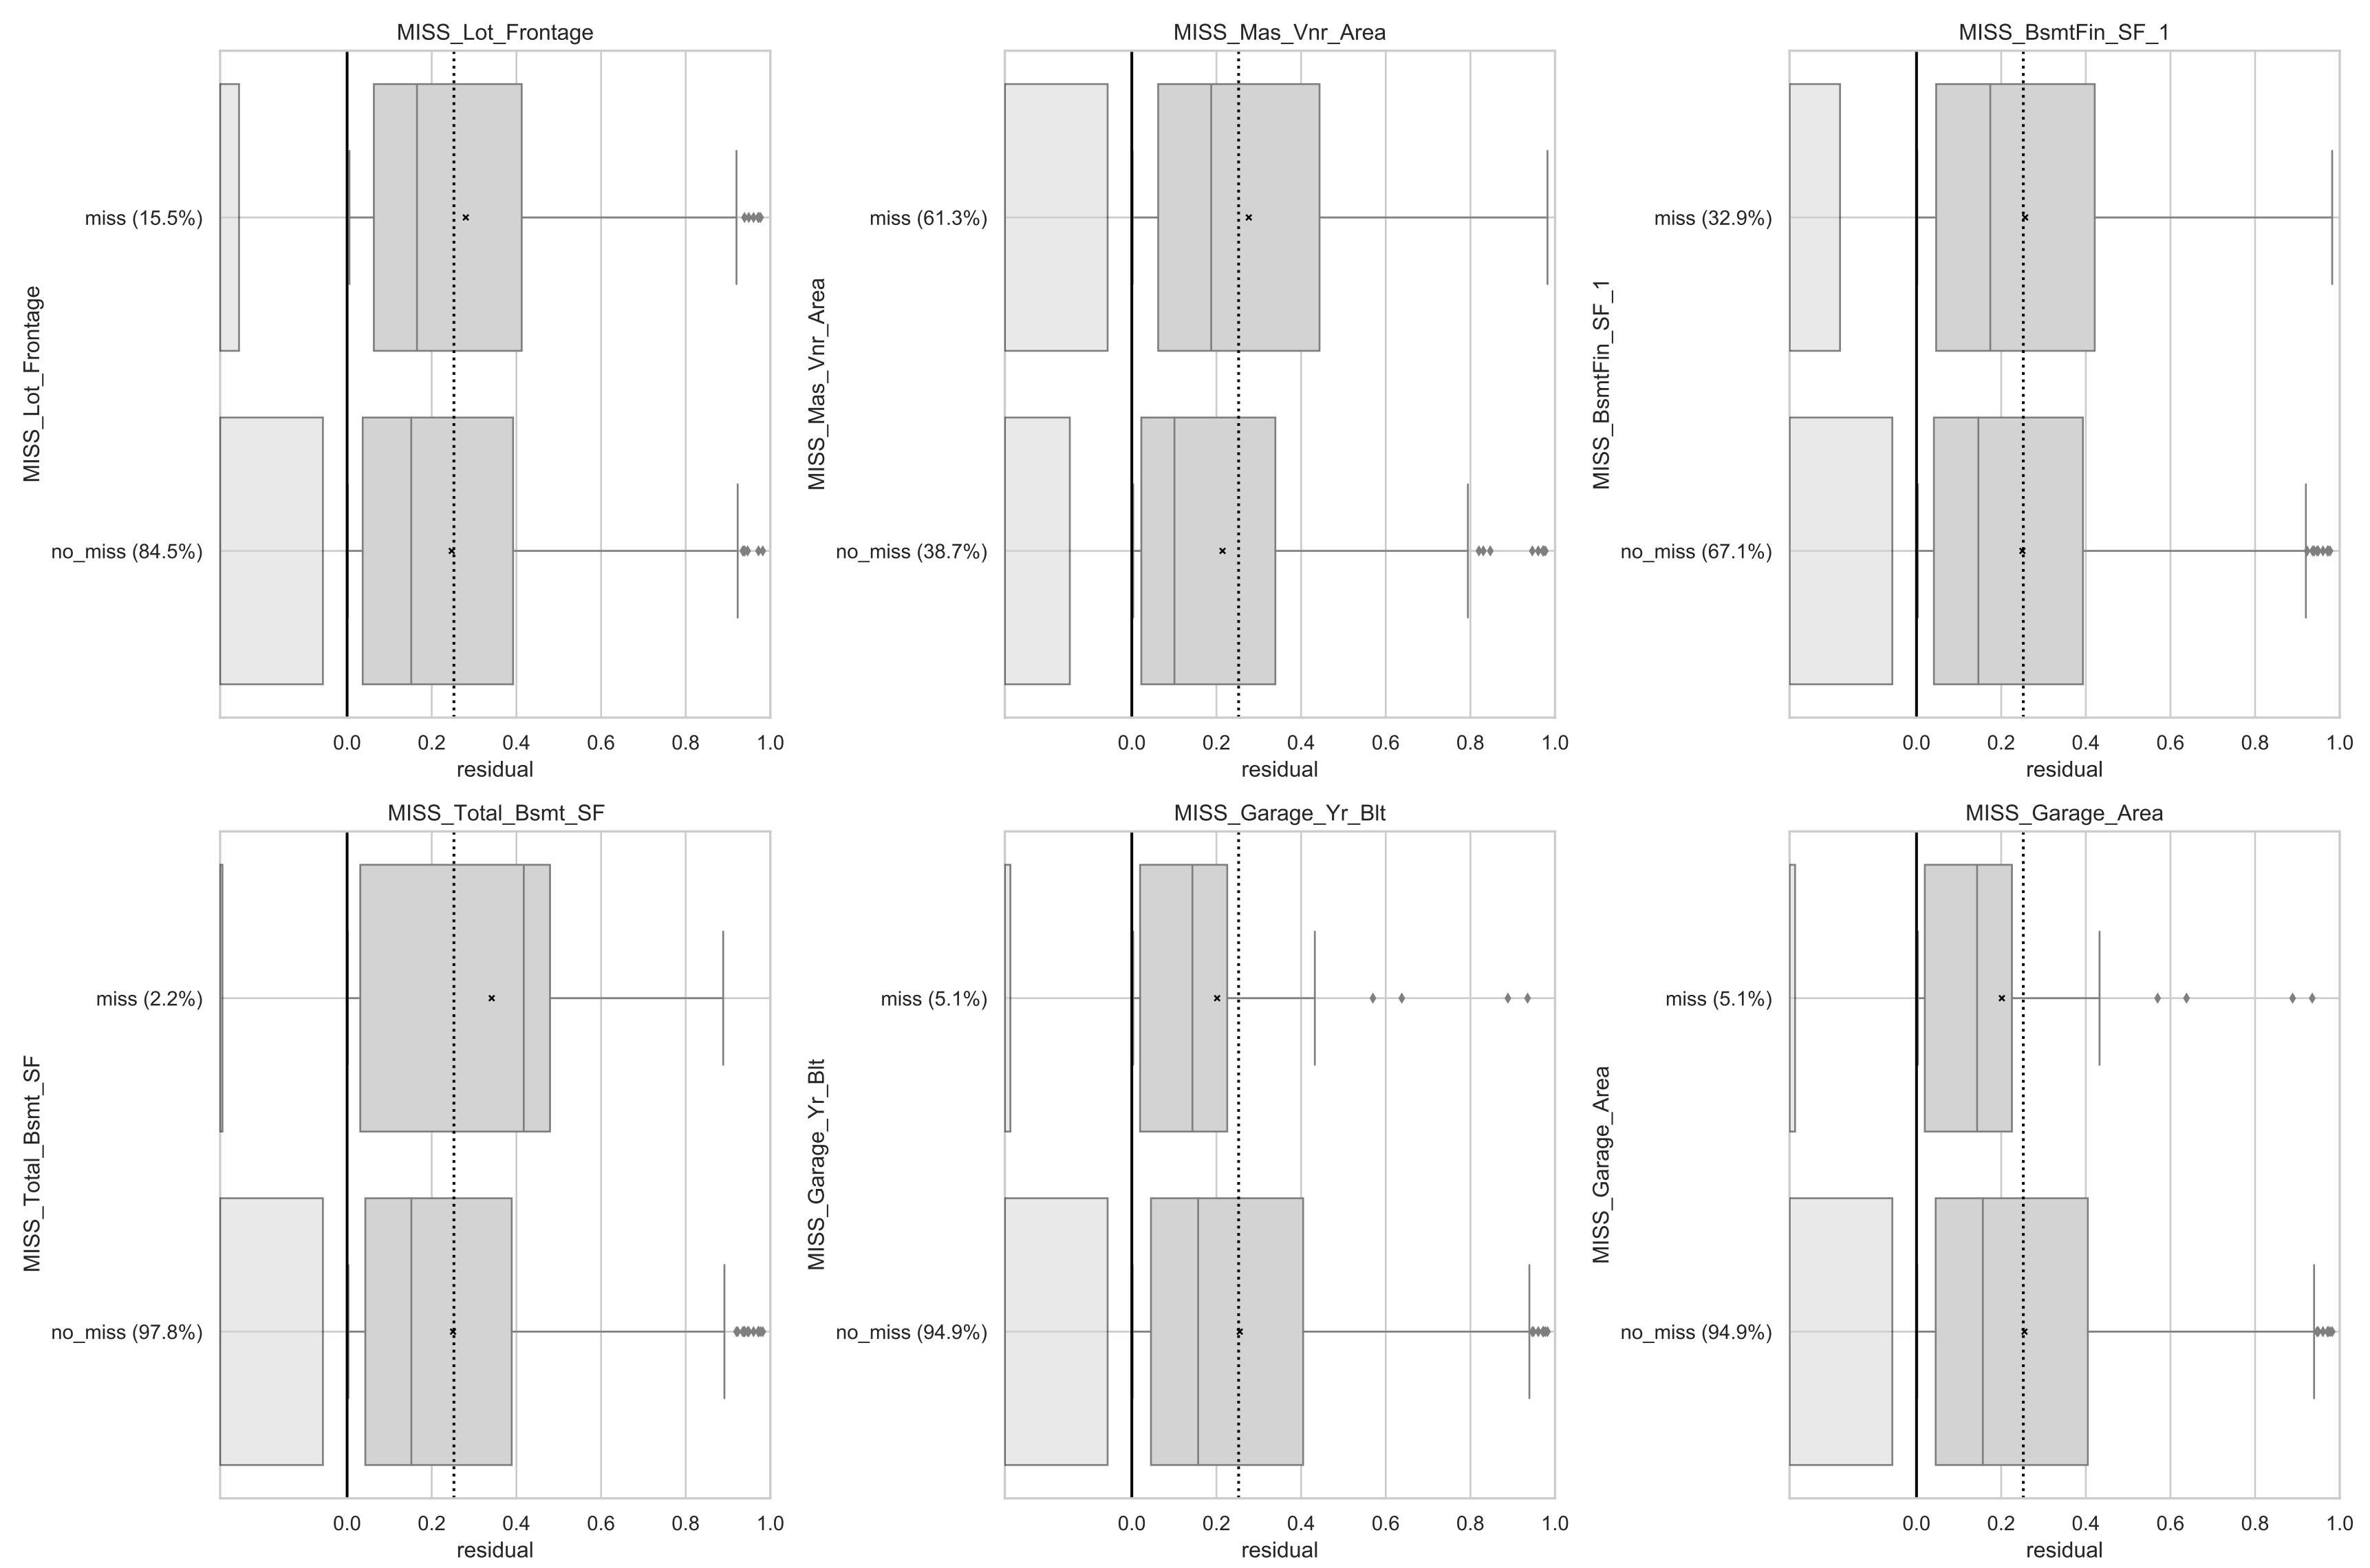 MISS_Lot_Frontage
MISS_Lot_Frontage
miss (15.5%)
no_miss (84.5%)
0.0 0.2 0.4 0.6 0.8 1.0
residual
MISS_Mas_Vnr_Area
MISS_Mas_Vnr_Area
miss (61.3%)
no_miss (38.7%)
0.0 0.2 0.4 0.6 0.8 1.0
residual
MISS_BsmtFin_SF_1
MISS_BsmtFin_SF_1
miss (32.9%)
no_miss (67.1%)
0.0 0.2 0.4 0.6 0.8 1.0
residual
MISS_Total_Bsmt_SF
MISS_Total_Bsmt_SF
miss (2.2%)
no_miss (97.8%)
0.0 0.2 0.4 0.6 0.8 1.0
residual
MISS_Garage_Yr_Blt
MISS_Garage_Yr_Blt
miss (5.1%)
no_miss (94.9%)
0.0 0.2 0.4 0.6 0.8 1.0
residual
MISS_Garage_Area
MISS_Garage_Area
miss (5.1%)
no_miss (94.9%)
0.0 0.2 0.4 0.6 0.8 1.0
residual